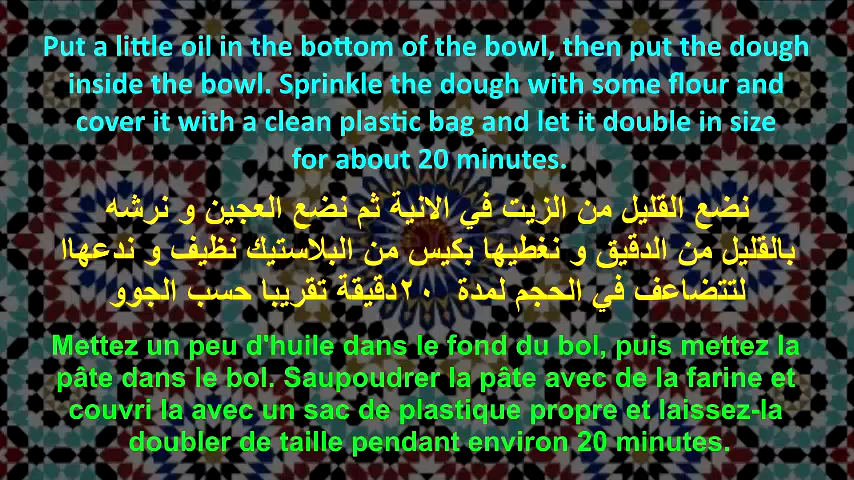 Put a little oil in the bottom of the bowl, then put the dough
inside the bowl. Sprinkle the dough with some flour and
cover it with a clean plastic bag and let it double in size
for about 20 minutes.
نضع القليل من الزيت في الانية ثم نضع العجين و نرشه
بالقليل من الدقيق و نغطيها بكيس من البلاستيك نظيف و ندعهاا
لتتضاعف في الحجم لمدة ٢٠دقيقة تقريبا حسب الجوو
Mettez un peu d'huile dans le fond du bol, puis mettez la
pâte dans le bol. Saupoudrer la pâte avec de la farine et
couvri la avec un sac de plastique propre et laissez-la
doubler de taille pendant environ 20 minutes.